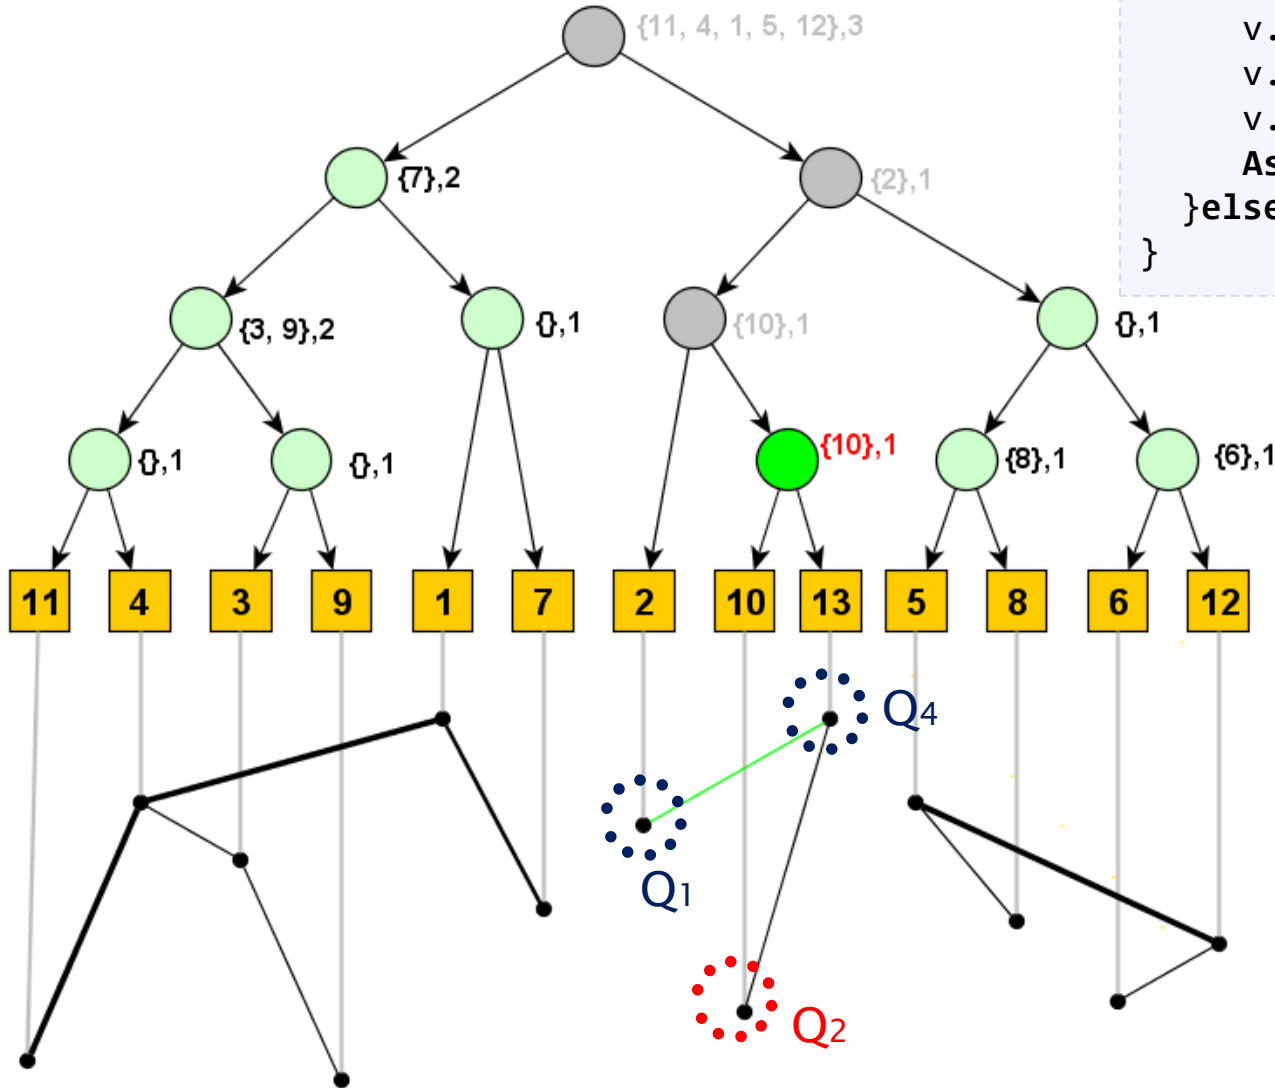 {11, 4, 1, 5, 12},3
v.
v.
v.
As
}else
}
{7},2
{2},1
{3, 9},2
{},1
{10},1
{},1
{},1
{},1
{10},1
{8},1
{6},1
11 4 3 9 1 7 2 10 13 5 8 6 12
Q4
Q1
Q2